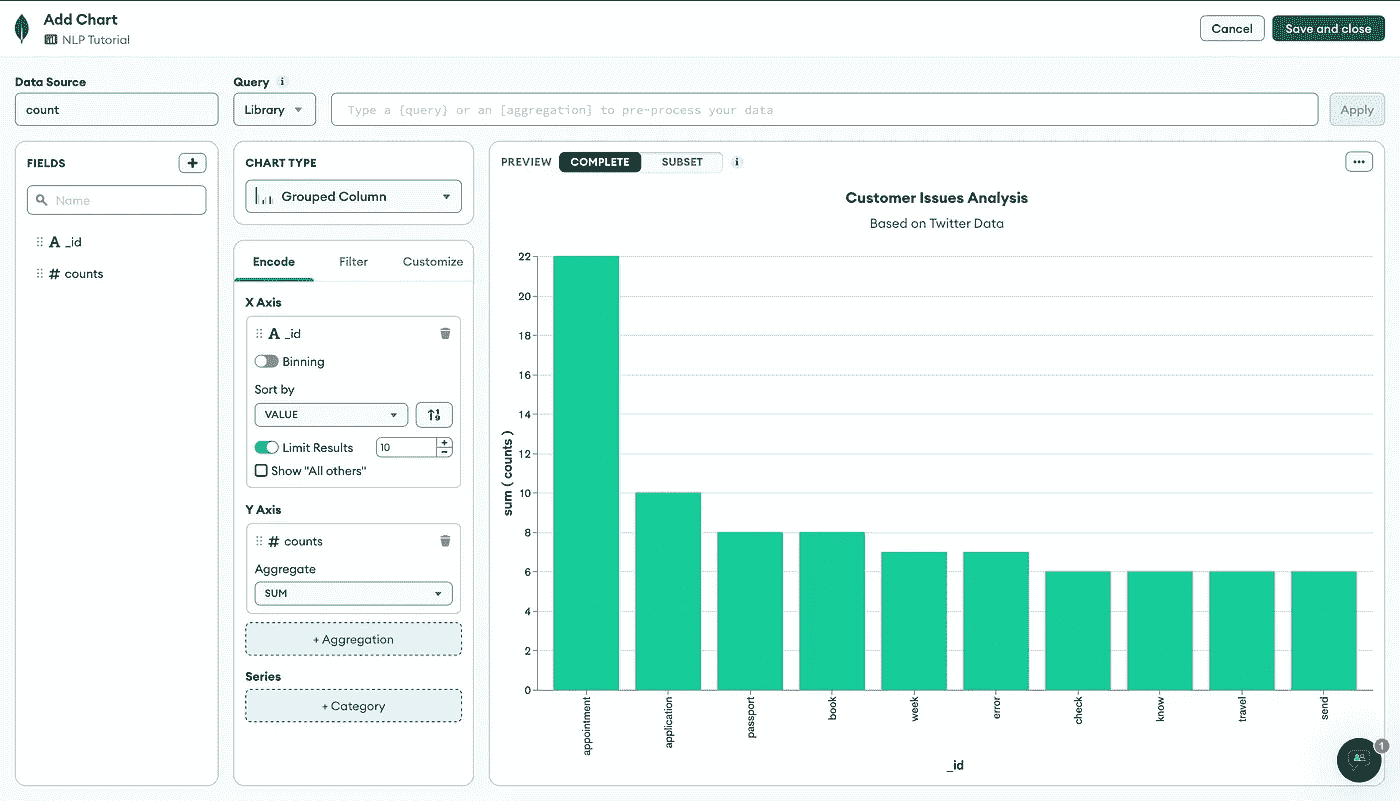 Add Chart
NLP Tutorial
Cancel
Save and close
Data Source
Query i
count
Library
Type a {query} or an [aggregation] to pre-process your data
Apply
FIELDS
+
Name
A _id
# counts
CHART TYPE
Grouped Column
Encode Filter Customize
X Axis
A _id
Binning
Sort by
VALUE
Limit Results 10
Show "All others"
Y Axis
# counts
Aggregate
SUM
+ Aggregation
Series
+ Category
PREVIEW COMPLETE SUBSET i
Customer Issues Analysis
Based on Twitter Data
sum ( counts )
22
20
18
16
14
12
10
8
6
4
2
0
appointment
application
passport
book
week
error
check
know
travel
send
_id
1